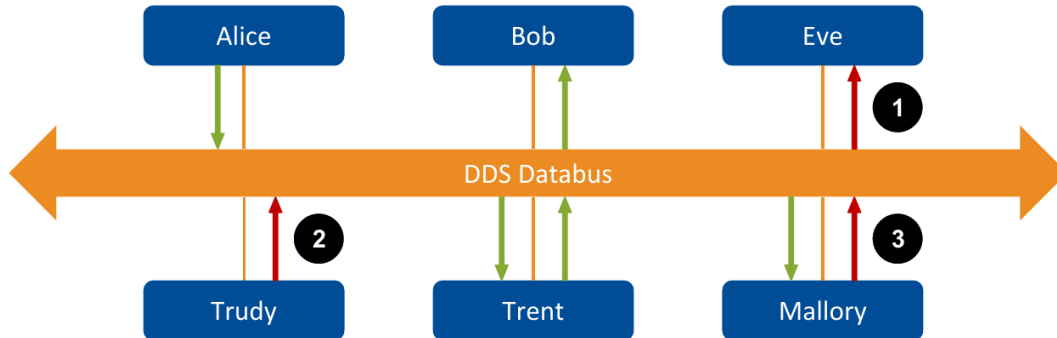 Alice
Bob
Eve
1
DDS Databus
2
3
Trudy
Trent
Mallory